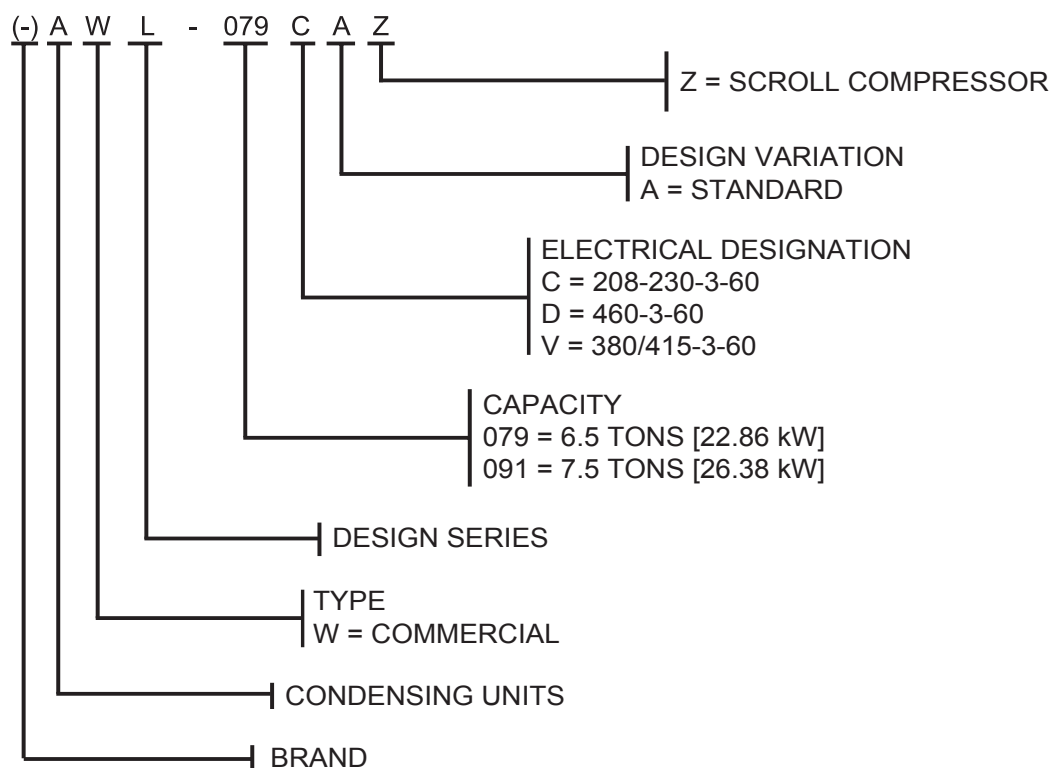 (-) A W L - 079 C A Z
Z = SCROLL COMPRESSOR
DESIGN VARIATION
A = STANDARD
ELECTRICAL DESIGNATION
C = 208-230-3-60
D = 460-3-60
V = 380/415-3-60
CAPACITY
079 = 6.5 TONS [22.86 kW]
091 = 7.5 TONS [26.38 kW]
DESIGN SERIES
TYPE
W = COMMERCIAL
CONDENSING UNITS
BRAND